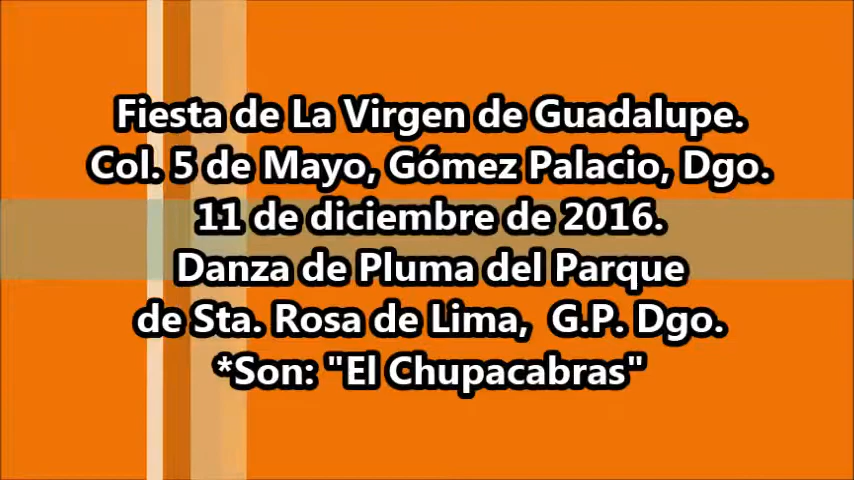 Fiesta de La Virgen de Guadalupe.
Col. 5 de Mayo, Gómez Palacio, Dgo.
11 de diciembre de 2016.
Danza de Pluma del Parque
de Sta. Rosa de Lima,  G.P. Dgo.
*Son: "El Chupacabras"